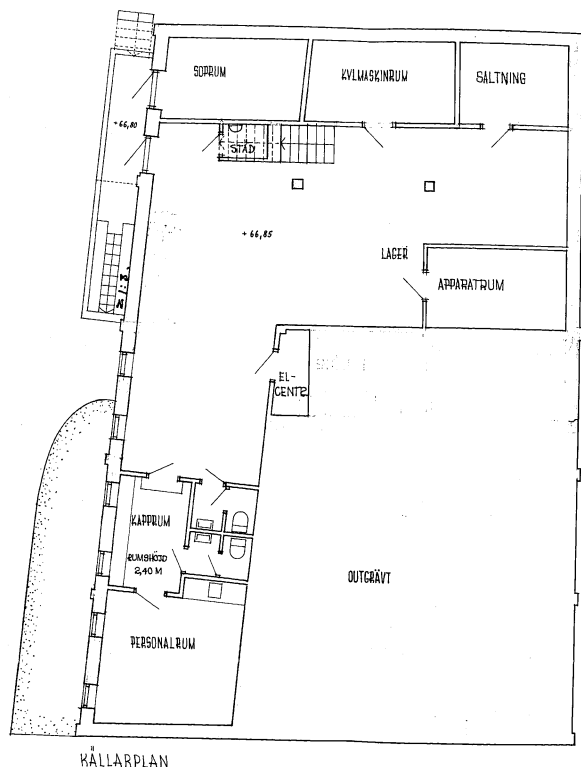 SOPRUM
KYLMASKINRUM
SALTNING
+66,80
STÄD
+66,85
LAGER
APPARATRUM
EL-
CENTR.
KAPPRUM
RUMSHÖJD
2,40 M
OUTGRÄVT
PERSONALRUM
KÄLLARPLAN